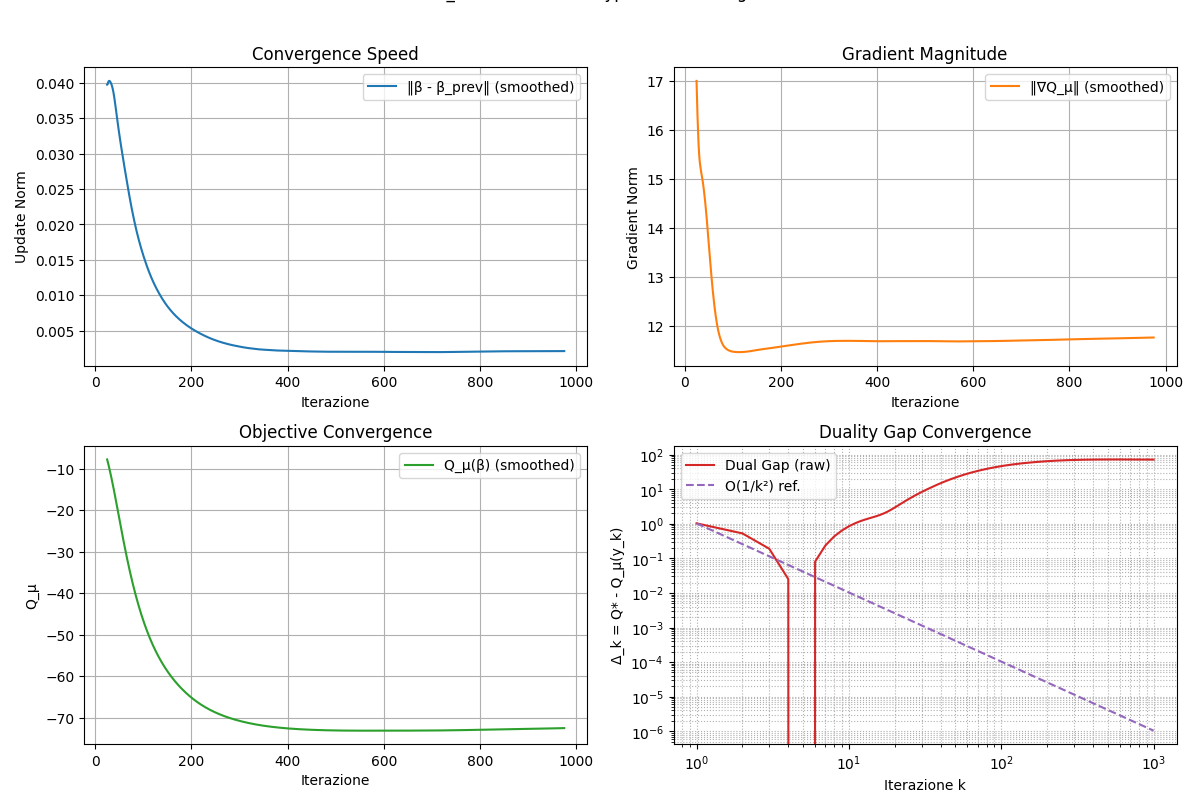 Convergence Speed
‖β - β_prev‖ (smoothed)
Update Norm
0.040
0.035
0.030
0.025
0.020
0.015
0.010
0.005
0 200 400 600 800 1000
Iterazione
Gradient Magnitude
‖∇Q_μ‖ (smoothed)
Gradient Norm
17
16
15
14
13
12
0 200 400 600 800 1000
Iterazione
Objective Convergence
Q_μ(β) (smoothed)
Q_μ
−10
−20
−30
−40
−50
−60
−70
0 200 400 600 800 1000
Iterazione
Duality Gap Convergence
Dual Gap (raw)
O(1/k²) ref.
Δ_k = Q* - Q_μ(y_k)
10²
10¹
10⁰
10⁻¹
10⁻²
10⁻³
10⁻⁴
10⁻⁵
10⁻⁶
10⁰ 10¹ 10² 10³
Iterazione k